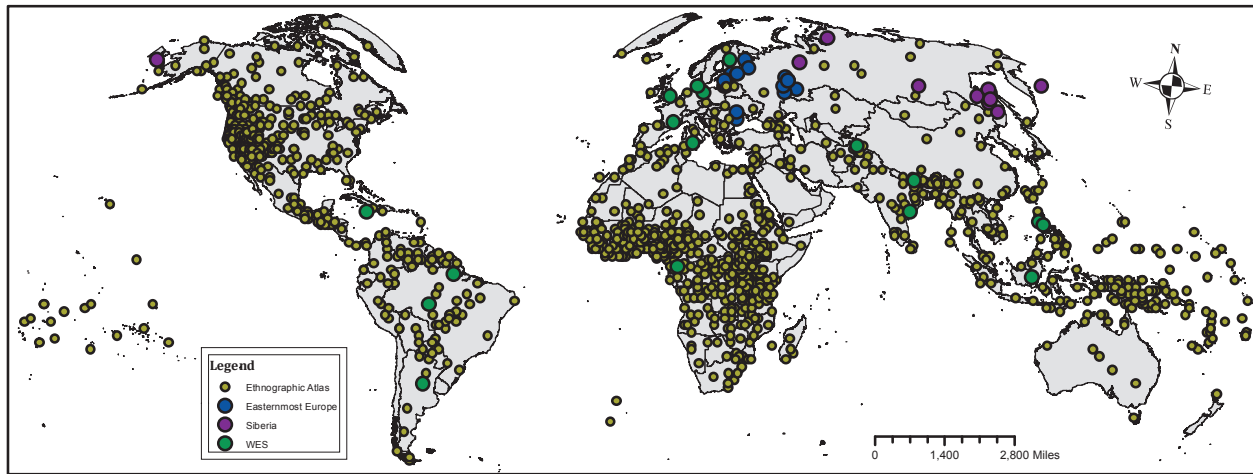 N
W E
S
Legend
Ethnographic Atlas
Easternmost Europe
Siberia
WES
0 1,400 2,800 Miles